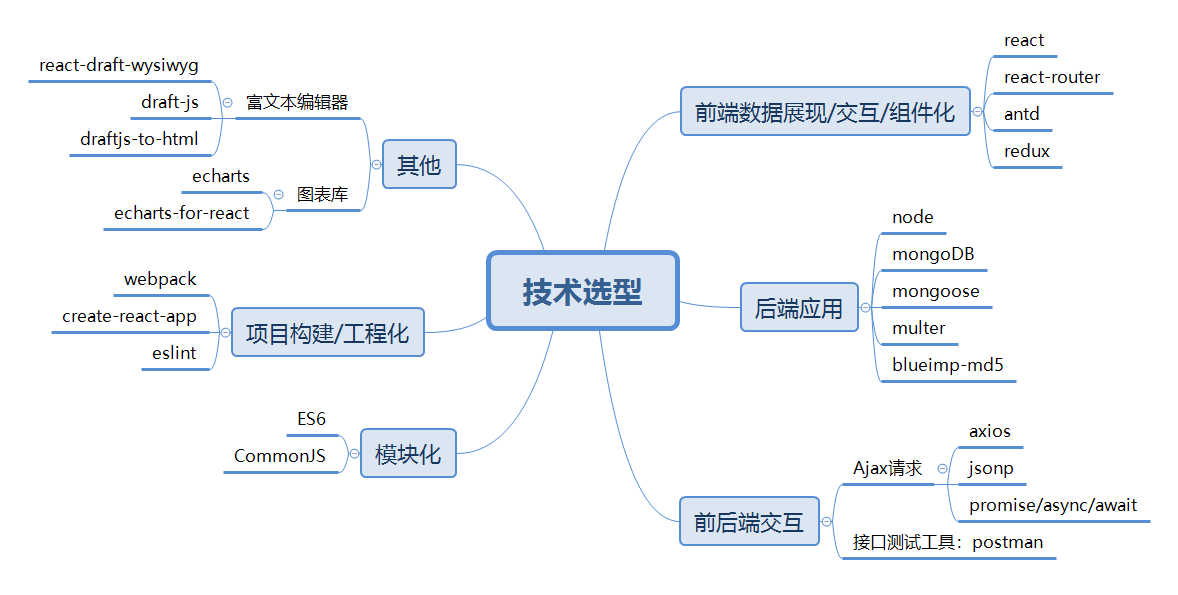 技术选型
前端数据展现/交互/组件化
react
react-router
antd
redux
后端应用
node
mongoDB
mongoose
multer
blueimp-md5
前后端交互
Ajax请求
axios
jsonp
promise/async/await
接口测试工具：postman
其他
富文本编辑器
react-draft-wysiwyg
draft-js
draftjs-to-html
图表库
echarts
echarts-for-react
项目构建/工程化
webpack
create-react-app
eslint
模块化
ES6
CommonJS